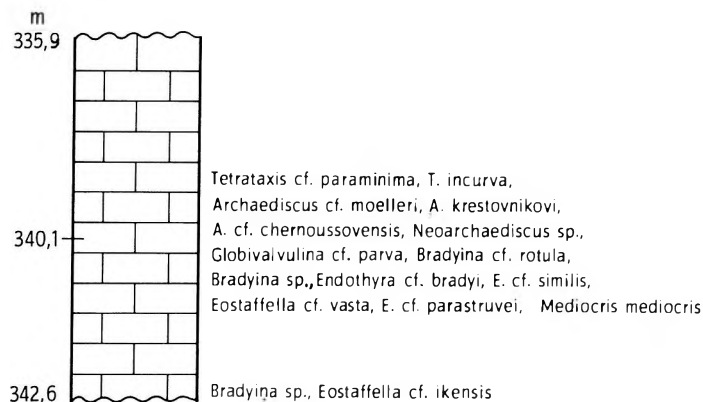 m
335,9
Tetrataxis cf. paraminima, T. incurva,
Archaediscus cf. moelleri, A. krestovnikovi,
340,1
A. cf. chernoussovensis, Neoarchaediscus sp.,
Globivalvulina cf. parva, Bradyina cf. rotula,
Bradyina sp., Endothyra cf. bradyi, E. cf. similis,
Eostaffella cf. vasta, E. cf. parastruvei, Mediocris mediocris
342,6 Bradyina sp., Eostaffella cf. ikensis